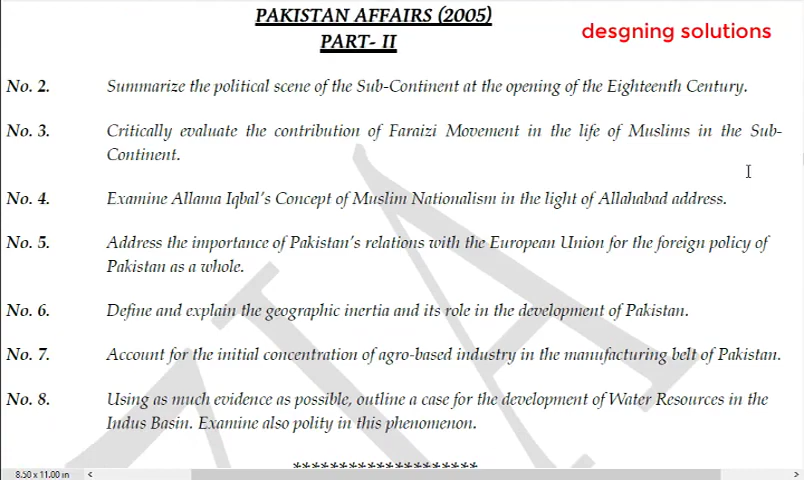 PAKISTAN AFFAIRS (2005)
desgning solutions
PART- II
No. 2. Summarize the political scene of the Sub-Continent at the opening of the Eighteenth Century.
No. 3. Critically evaluate the contribution of Faraizi Movement in the life of Muslims in the Sub-
Continent.
No. 4. Examine Allama Iqbal's Concept of Muslim Nationalism in the light of Allahabad address.
No. 5. Address the importance of Pakistan's relations with the European Union for the foreign policy of
Pakistan as a whole.
No. 6. Define and explain the geographic inertia and its role in the development of Pakistan.
No. 7. Account for the initial concentration of agro-based industry in the manufacturing belt of Pakistan.
No. 8. Using as much evidence as possible, outline a case for the development of Water Resources in the
Indus Basin. Examine also polity in this phenomenon.
********************
8.50 x 11.00 in